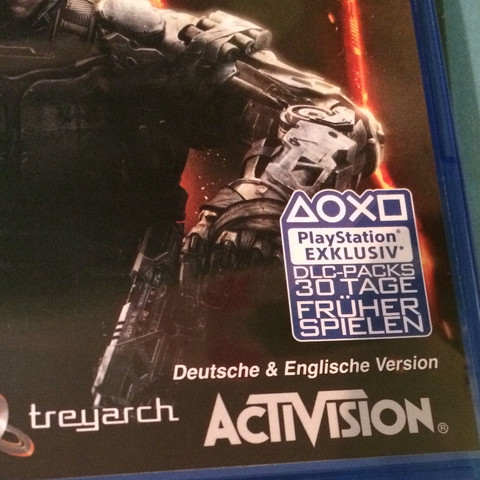 PlayStation®
EXKLUSIV*
DLC-PACKS
30 TAGE
FRÜHER
SPIELEN
Deutsche & Englische Version
treyarch
ACTIVISION®